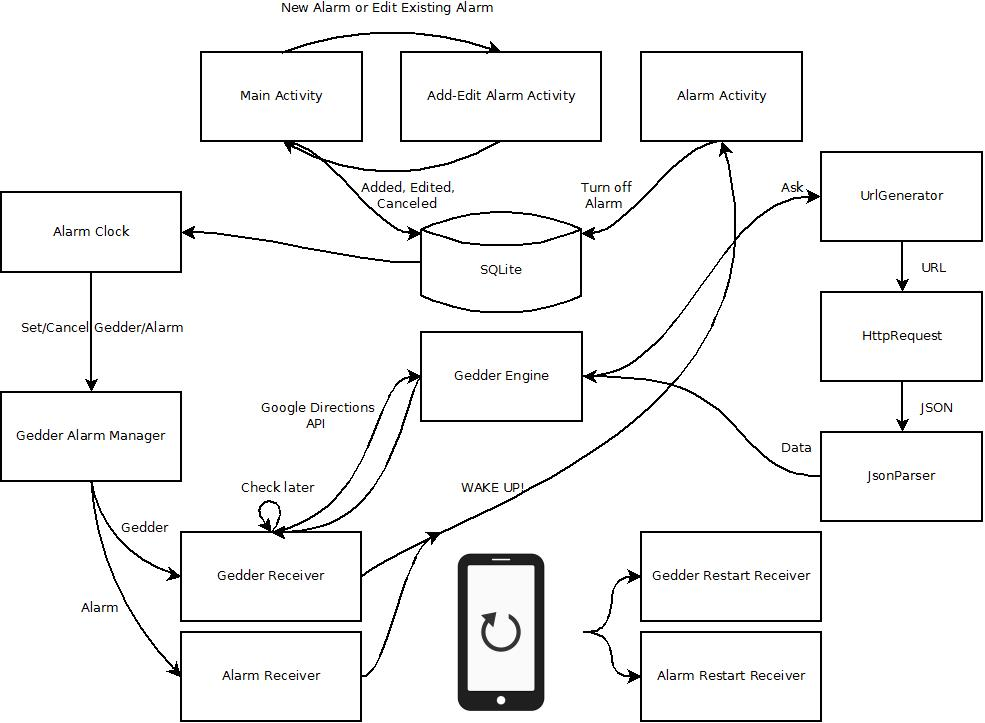 New Alarm or Edit Existing Alarm
Main Activity
Add-Edit Alarm Activity
Alarm Activity
Added, Edited,
Canceled
Turn off
Alarm
Ask
UrlGenerator
Alarm Clock
SQLite
URL
Set/Cancel Gedder/Alarm
HttpRequest
Gedder Engine
Google Directions
API
JSON
Gedder Alarm Manager
Data
JsonParser
Check later
WAKE UP!
Gedder
Gedder Receiver
Gedder Restart Receiver
Alarm
Alarm Receiver
Alarm Restart Receiver